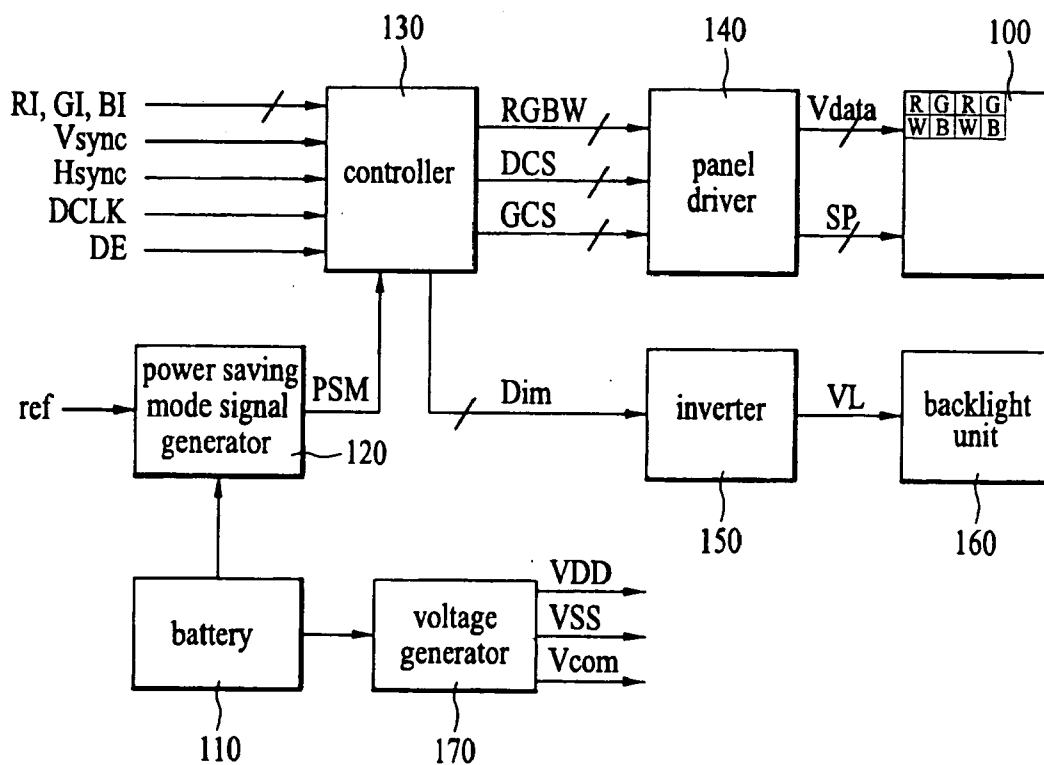 130
140
100
RI, GI, BI
Vsync
Hsync
DCLK
DE
controller
RGBW
DCS
GCS
panel
driver
Vdata
SP
R G R G
W B W B
ref
power saving
mode signal
generator
120
PSM
Dim
inverter
150
VL
backlight
unit
160
battery
110
voltage
generator
170
VDD
VSS
Vcom